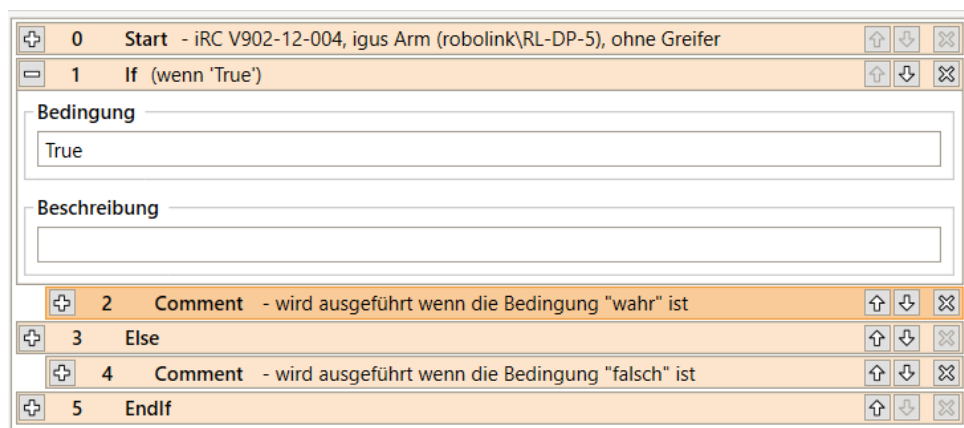 0 Start - iRC V902-12-004, igus Arm (robolink\RL-DP-5), ohne Greifer
1 If (wenn 'True')
Bedingung
True
Beschreibung
2 Comment - wird ausgeführt wenn die Bedingung "wahr" ist
3 Else
4 Comment - wird ausgeführt wenn die Bedingung "falsch" ist
5 EndIf